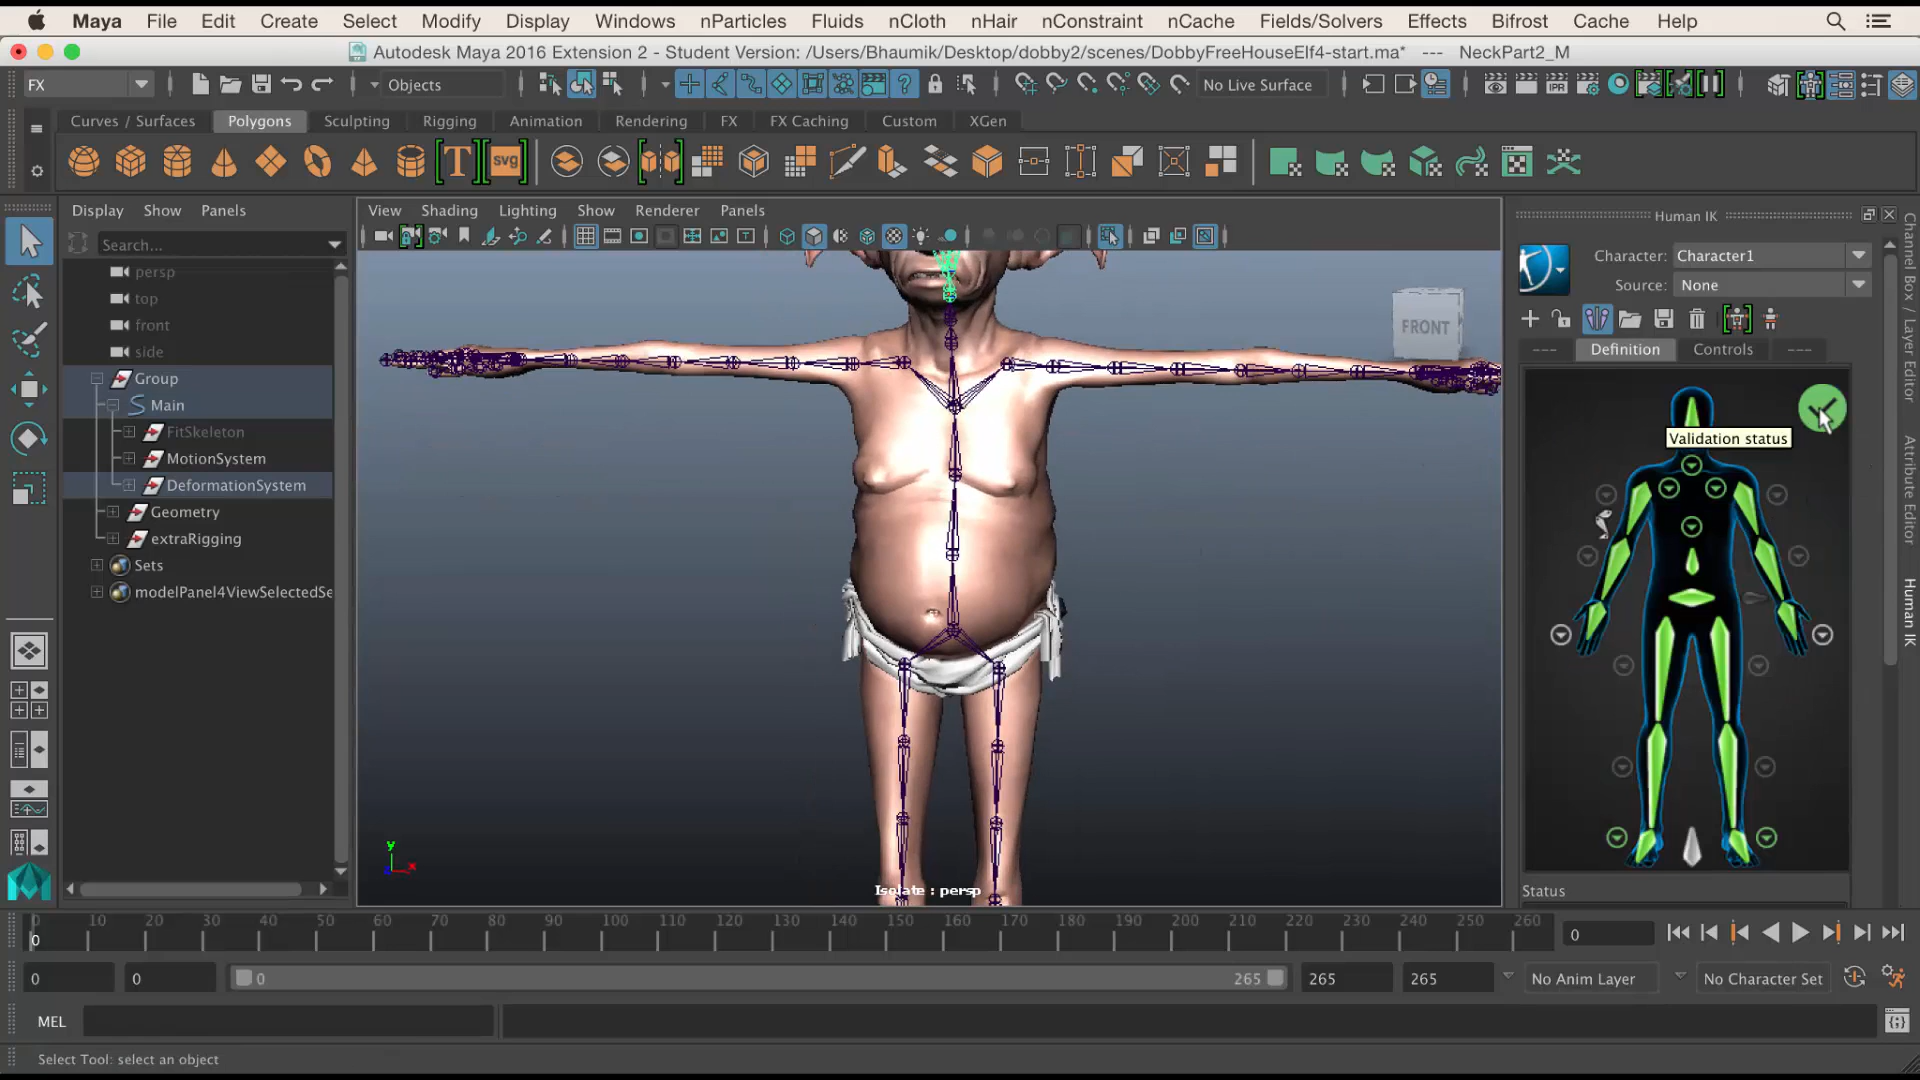 Maya File Edit Create Select Modify Display Windows nParticles Fluids nCloth nHair nConstraint nCache Fields/Solvers Effects Bifrost Cache Help
Autodesk Maya 2016 Extension 2 - Student Version: /Users/Bhaumik/Desktop/dobby2/scenes/DobbyFreeHouseElf4-start.ma* --- NeckPart2_M
FX Objects No Live Surface IPR
Curves / Surfaces Polygons Sculpting Rigging Animation Rendering FX FX Caching Custom XGen
T svg
Display Show Panels
View Shading Lighting Show Renderer Panels
Human IK
Search...
Character: Character1
Source: None
persp
top
front
side
Group
Main
FitSkeleton
MotionSystem
DeformationSystem
Geometry
extraRigging
Sets
modelPanel4ViewSelectedSe
FRONT
Definition Controls
Validation status
Channel Box / Layer Editor
Attribute Editor
Human IK
y
x
Isolate : persp
Status
0 10 20 30 40 50 60 70 80 90 100 110 120 130 140 150 160 170 180 190 200 210 220 230 240 250 260
0
0
0 0 0 265 265 265 No Anim Layer No Character Set
MEL
Select Tool: select an object